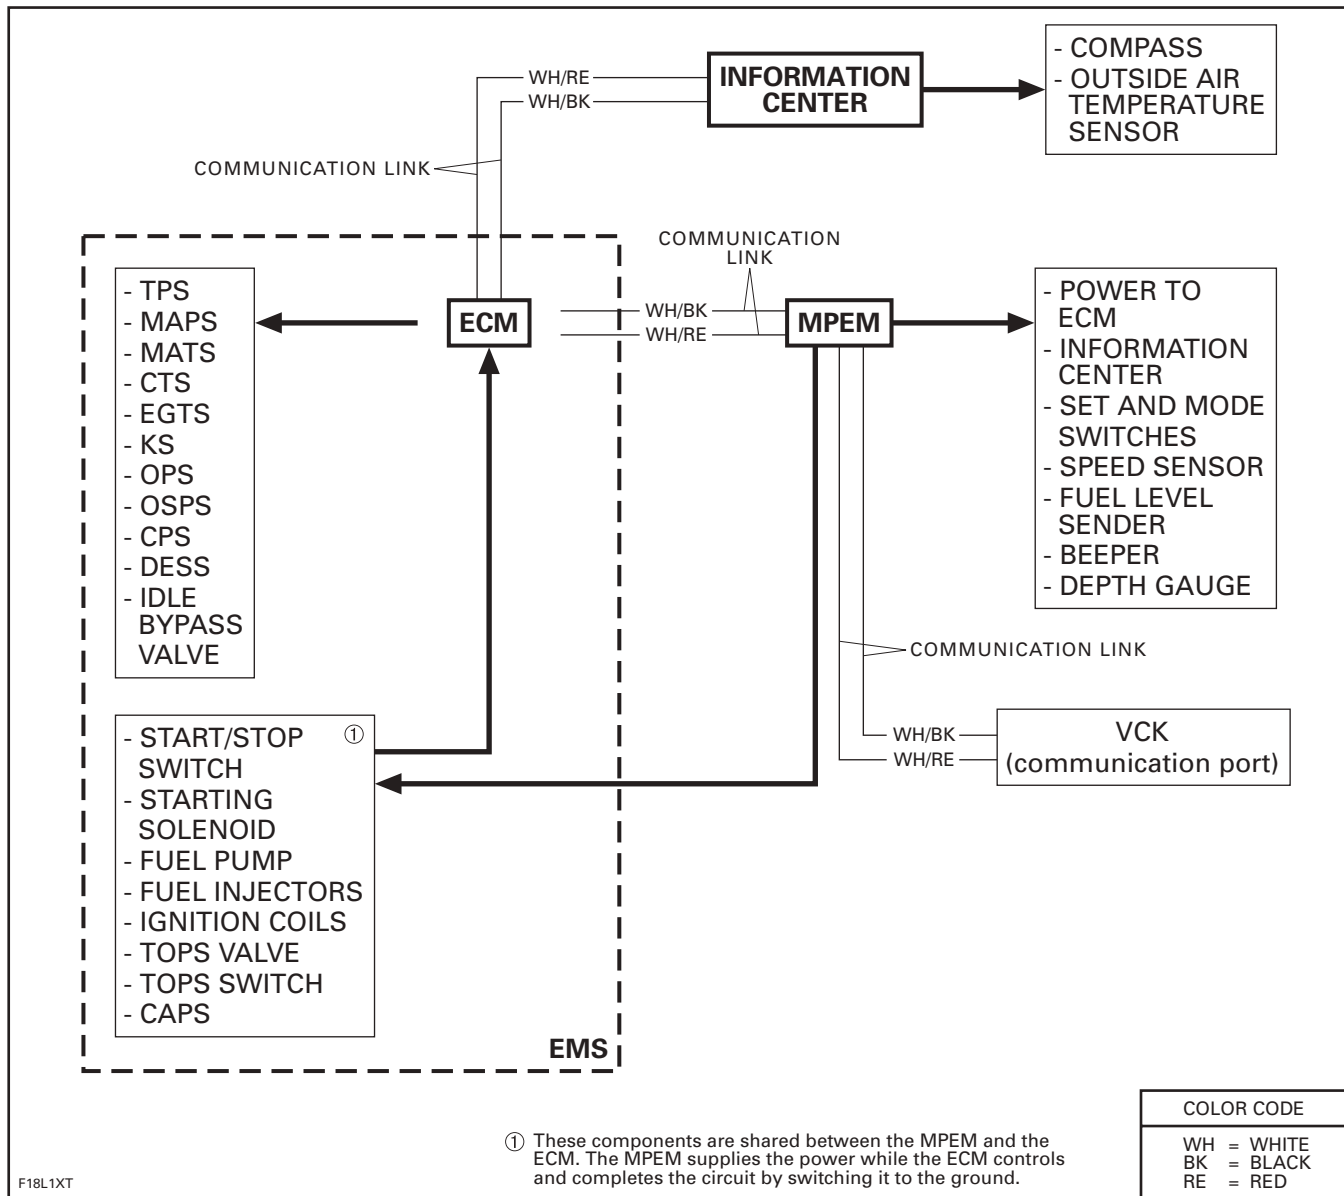 WH/RE
WH/BK
INFORMATION
CENTER
- COMPASS
- OUTSIDE AIR
TEMPERATURE
SENSOR
COMMUNICATION LINK
- TPS
- MAPS
- MATS
- CTS
- EGTS
- KS
- OPS
- OSPS
- CPS
- DESS
- IDLE
BYPASS
VALVE
ECM
COMMUNICATION
LINK
WH/BK
WH/RE
MPEM
- POWER TO
ECM
- INFORMATION
CENTER
- SET AND MODE
SWITCHES
- SPEED SENSOR
- FUEL LEVEL
SENDER
- BEEPER
- DEPTH GAUGE
COMMUNICATION LINK
- START/STOP ①
SWITCH
- STARTING
SOLENOID
- FUEL PUMP
- FUEL INJECTORS
- IGNITION COILS
- TOPS VALVE
- TOPS SWITCH
- CAPS
WH/BK
WH/RE
VCK
(communication port)
EMS
① These components are shared between the MPEM and the
ECM. The MPEM supplies the power while the ECM controls
and completes the circuit by switching it to the ground.
COLOR CODE
WH = WHITE
BK = BLACK
RE = RED
F18L1XT